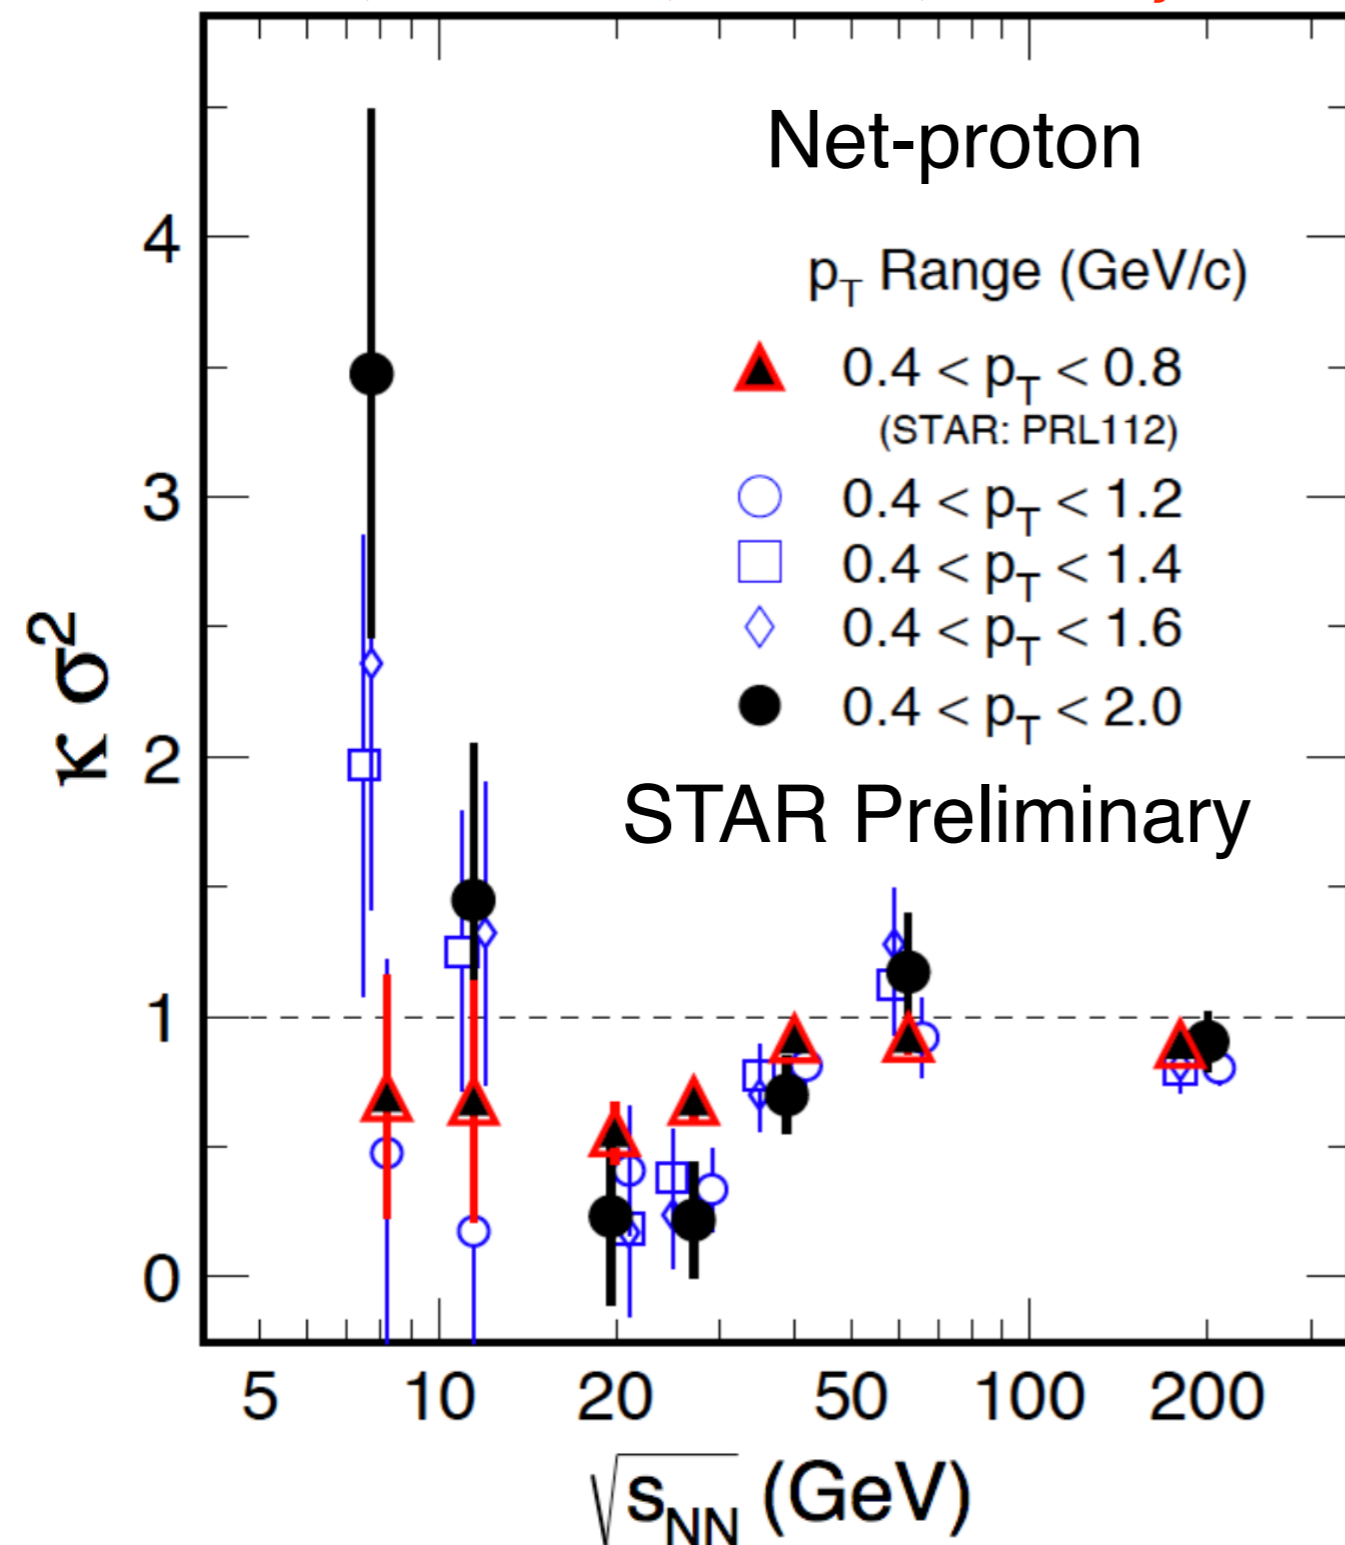 Net-proton
p_T Range (GeV/c)
0.4 < p_T < 0.8
(STAR: PRL112)
0.4 < p_T < 1.2
0.4 < p_T < 1.4
0.4 < p_T < 1.6
0.4 < p_T < 2.0
STAR Preliminary
κ σ²
4
3
2
1
0
5 10 20 50 100 200
√s_NN (GeV)